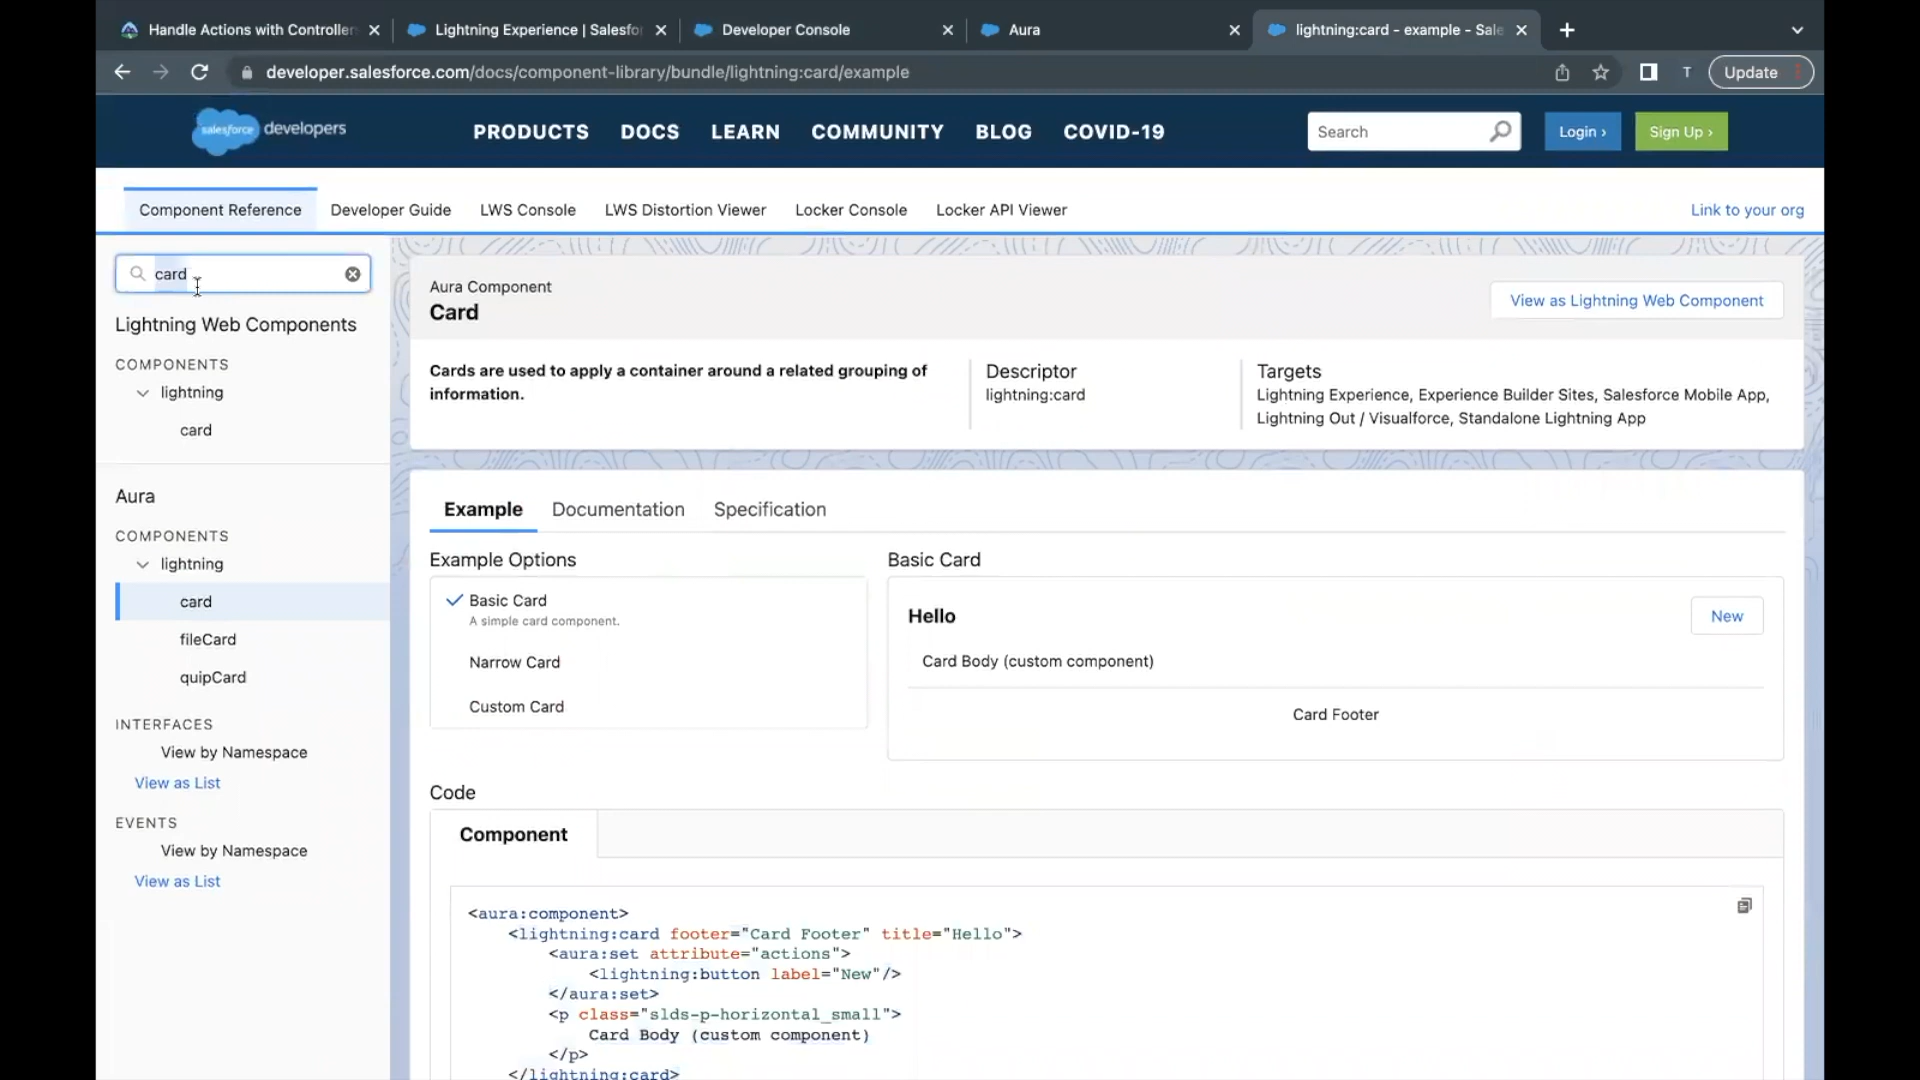 Handle Actions with Controller
Lightning Experience | Salesfo
Developer Console
Aura
lightning:card - example - Sale
developer.salesforce.com/docs/component-library/bundle/lightning:card/example
T
Update
salesforce developers
PRODUCTS
DOCS
LEARN
COMMUNITY
BLOG
COVID-19
Search
Login ›
Sign Up ›
Component Reference
Developer Guide
LWS Console
LWS Distortion Viewer
Locker Console
Locker API Viewer
Link to your org
card
Lightning Web Components
COMPONENTS
lightning
card
Aura
COMPONENTS
lightning
card
fileCard
quipCard
INTERFACES
View by Namespace
View as List
EVENTS
View by Namespace
View as List
Aura Component
Card
View as Lightning Web Component
Cards are used to apply a container around a related grouping of
information.
Descriptor
lightning:card
Targets
Lightning Experience, Experience Builder Sites, Salesforce Mobile App,
Lightning Out / Visualforce, Standalone Lightning App
Example
Documentation
Specification
Example Options
Basic Card
A simple card component.
Narrow Card
Custom Card
Basic Card
Hello
New
Card Body (custom component)
Card Footer
Code
Component
<aura:component>
<lightning:card footer="Card Footer" title="Hello">
<aura:set attribute="actions">
<lightning:button label="New"/>
</aura:set>
<p class="slds-p-horizontal_small">
Card Body (custom component)
</p>
</lightning:card>